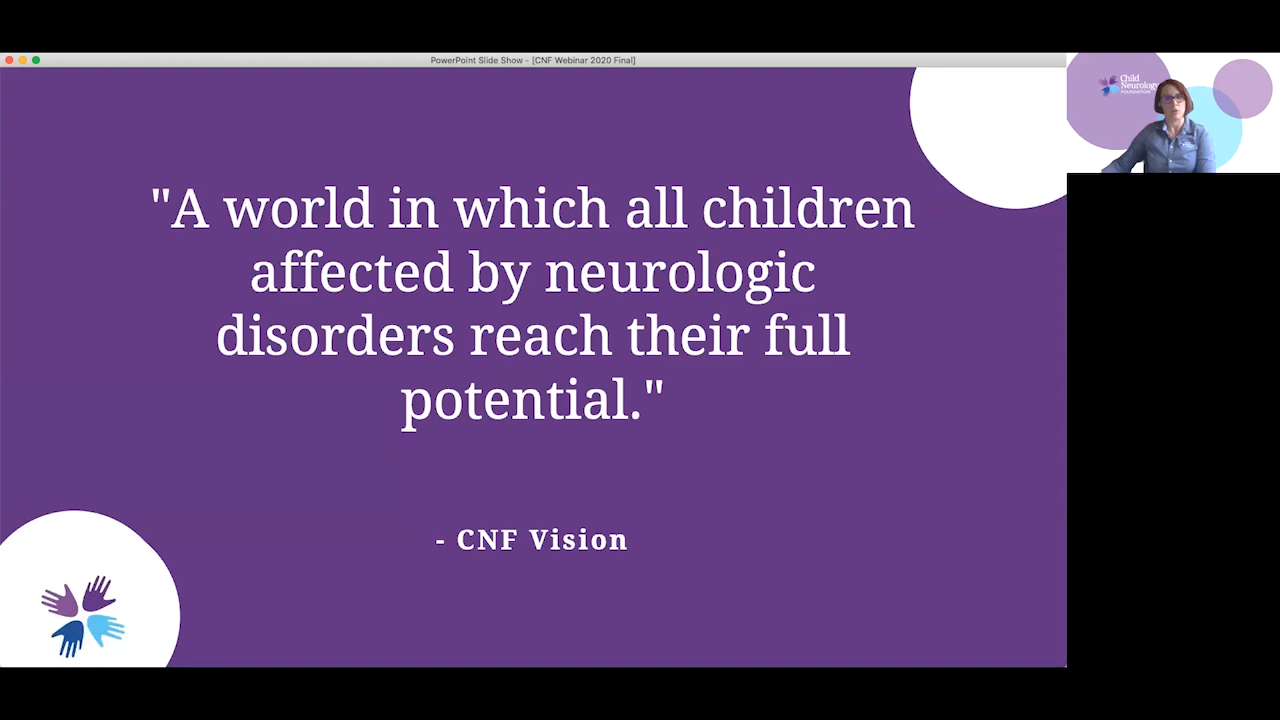 PowerPoint Slide Show - [CNF Webinar 2020 Final]
"A world in which all children
affected by neurologic
disorders reach their full
potential."
- CNF Vision
Child
Neurology
FOUNDATION